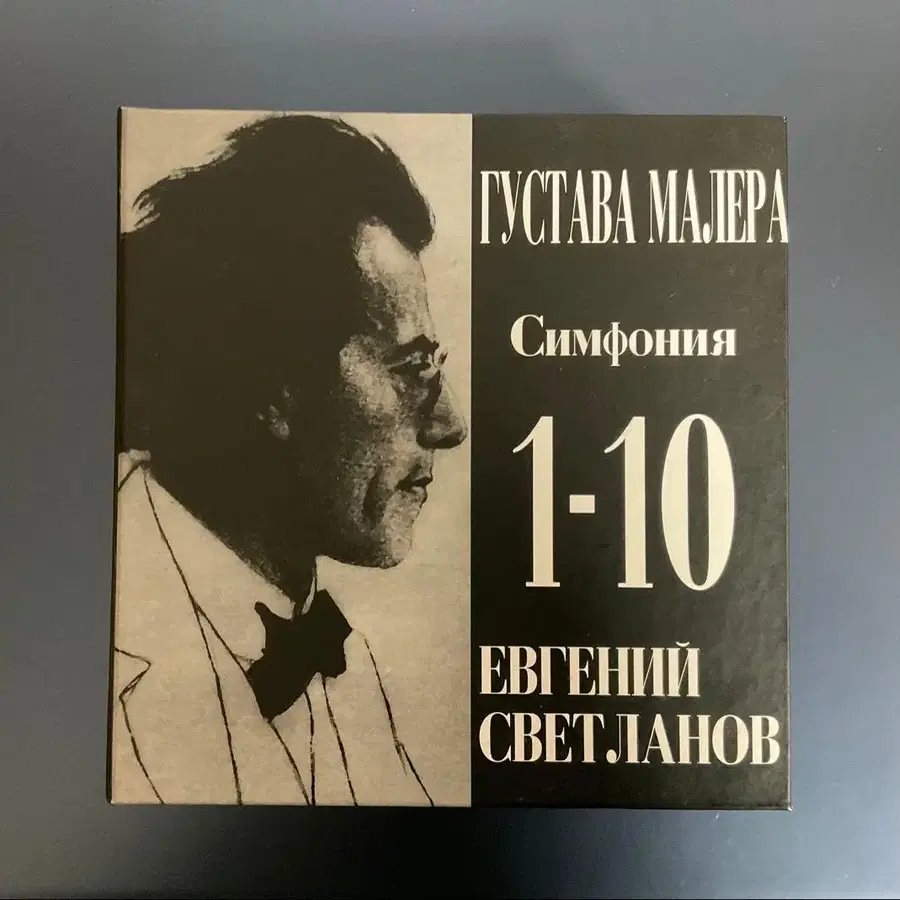 ГУСТАВА МАЛЕРА
Симфония
1-10
ЕВГЕНИЙ
СВЕТЛАНОВ